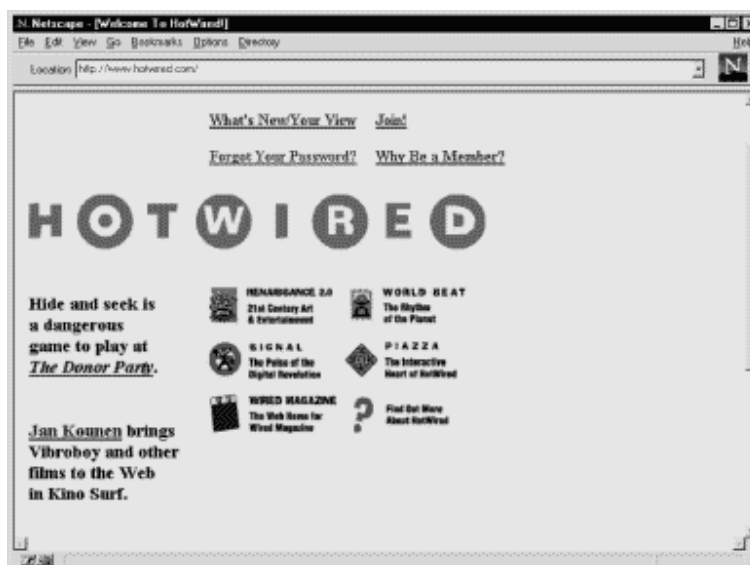 Netscape - [Welcome To HotWired!]
File Edit View Go Bookmarks Options Directory Help
Location http://www.hotwired.com/
N
What's New/Your View Join!
Forgot Your Password? Why Be a Member?
HOTWIRED
Hide and seek is
a dangerous
game to play at
The Donor Party.
Jan Kounen brings
Vibroboy and other
films to the Web
in Kino Surf.
RENAISSANCE 2.0
21st Century Art
& Entertainment
WORLD BEAT
The Rhythm
of the Planet
SIGNAL
The Pulse of the
Digital Revolution
PIAZZA
The Interactive
Heart of HotWired
WIRED MAGAZINE
The Web Home for
Wired Magazine
?
Find Out More
About HotWired